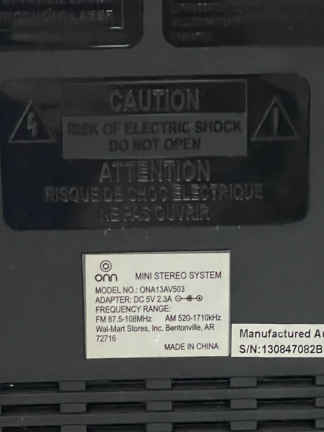 CAUTION
RISK OF ELECTRIC SHOCK
DO NOT OPEN
ATTENTION
RISQUE DE CHOC ELECTRIQUE
NE PAS OUVRIR
onn MINI STEREO SYSTEM
MODEL NO.: ONA13AV503
ADAPTER: DC 5V 2.3A
FREQUENCY RANGE:
FM 87.5-108MHz AM 520-1710kHz
Wal-Mart Stores, Inc. Bentonville, AR
72716
MADE IN CHINA
Manufactured Au
S/N:130847082B